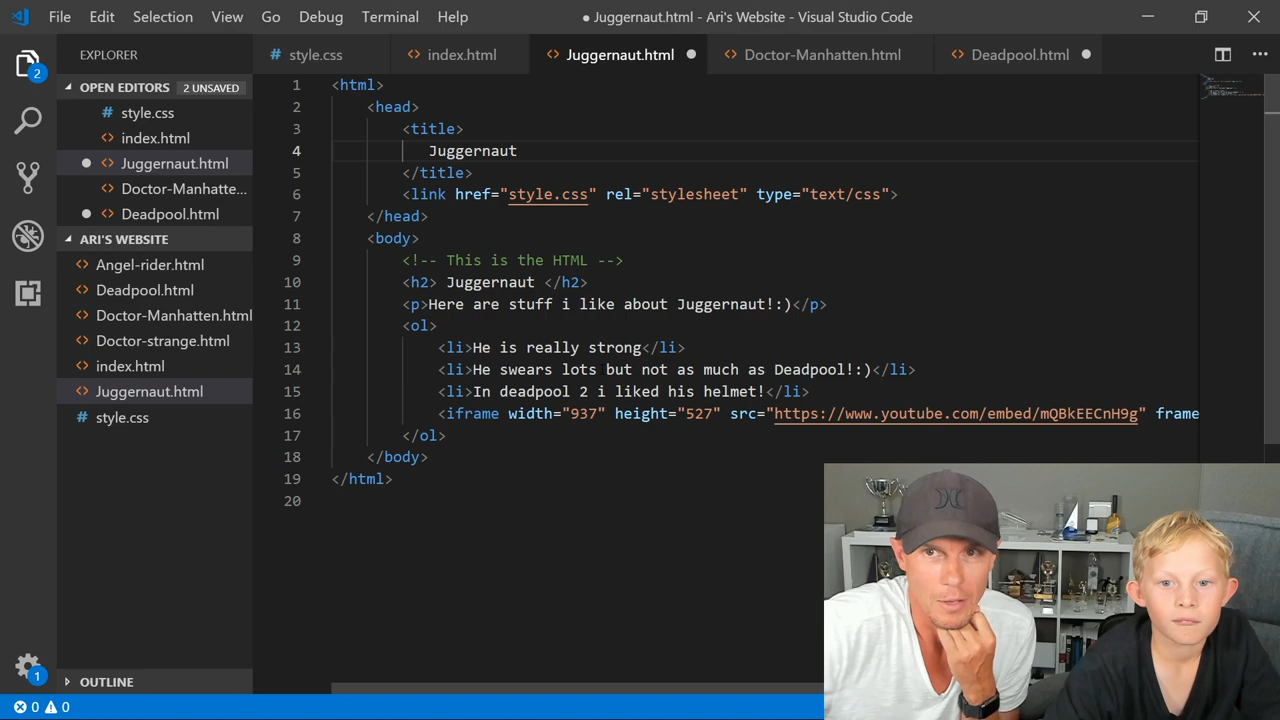 File Edit Selection View Go Debug Terminal Help
● Juggernaut.html - Ari's Website - Visual Studio Code
EXPLORER
style.css
index.html
Juggernaut.html
Doctor-Manhatten.html
Deadpool.html
2
OPEN EDITORS 2 UNSAVED
style.css
index.html
Juggernaut.html
Doctor-Manhatte...
Deadpool.html
ARI'S WEBSITE
Angel-rider.html
Deadpool.html
Doctor-Manhatten.html
Doctor-strange.html
index.html
Juggernaut.html
style.css
1 <html>
2 <head>
3 <title>
4 Juggernaut
5 </title>
6 <link href="style.css" rel="stylesheet" type="text/css">
7 </head>
8 <body>
9 <!-- This is the HTML -->
10 <h2> Juggernaut </h2>
11 <p>Here are stuff i like about Juggernaut!:)</p>
12 <ol>
13 <li>He is really strong</li>
14 <li>He swears lots but not as much as Deadpool!:)</li>
15 <li>In deadpool 2 i liked his helmet!</li>
16 <iframe width="937" height="527" src="https://www.youtube.com/embed/mQBkEECnH9g" frame
17 </ol>
18 </body>
19 </html>
20
1
OUTLINE
0 0